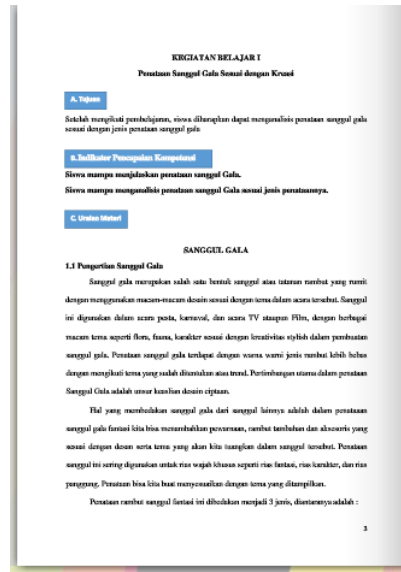 KEGIATAN BELAJAR I
Penataan Sanggul Gala Sesuai dengan Kreasi
A. Tujuan
Setelah mengikuti pembelajaran, siswa diharapkan dapat menganalisis penataan sanggul gala
sesuai dengan jenis penataan sanggul gala
B. Indikator Pencapaian Kompetensi
Siswa mampu menjelaskan penataan sanggul Gala.
Siswa mampu menganalisis penataan sanggul Gala sesuai jenis penataannya.
C. Uraian Materi
SANGGUL GALA
1.1 Pengertian Sanggul Gala
Sanggul gala merupakan salah satu bentuk sanggul atau tatanan rambut yang rumit
dengan menggunakan macam-macam desain sesuai dengan tema dalam acara tersebut. Sanggul
ini digunakan dalam acara pesta, karnaval, dan acara TV ataupun Film, dengan berbagai
macam tema seperti flora, fauna, karakter sesuai dengan kreativitas stylish dalam pembuatan
sanggul gala. Penataan sanggul gala terdapat dengan warna warni jenis rambut lebih bebas
dengan mengikuti tema yang sudah ditentukan atau trend. Pertimbangan utama dalam penataan
Sanggul Gala adalah unsur keaslian desain ciptaan.
Hal yang membedakan sanggul gala dari sanggul lainnya adalah dalam penataaan
sanggul gala fantasi kita bisa menambahkan pewarnaan, rambut tambahan dan aksesoris yang
sesuai dengan desan serta tema yang akan kita tuangkan dalam sanggul tersebut. Penataan
sanggul ini sering digunakan untuk rias wajah khusus seperti rias fantasi, rias karakter, dan rias
panggung. Penataan bisa kita buat menyesuaikan dengan tema yang ditampilkan.
Penataan rambut sanggul fantasi ini dibedakan menjadi 3 jenis, diantaranya adalah :
3